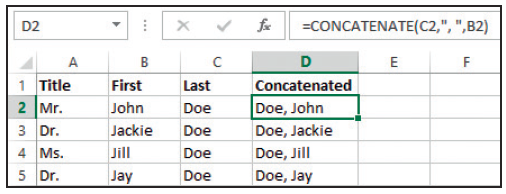 D2 fx =CONCATENATE(C2,", ",B2)
A B C D E F
1 Title First Last Concatenated
2 Mr. John Doe Doe, John
3 Dr. Jackie Doe Doe, Jackie
4 Ms. Jill Doe Doe, Jill
5 Dr. Jay Doe Doe, Jay